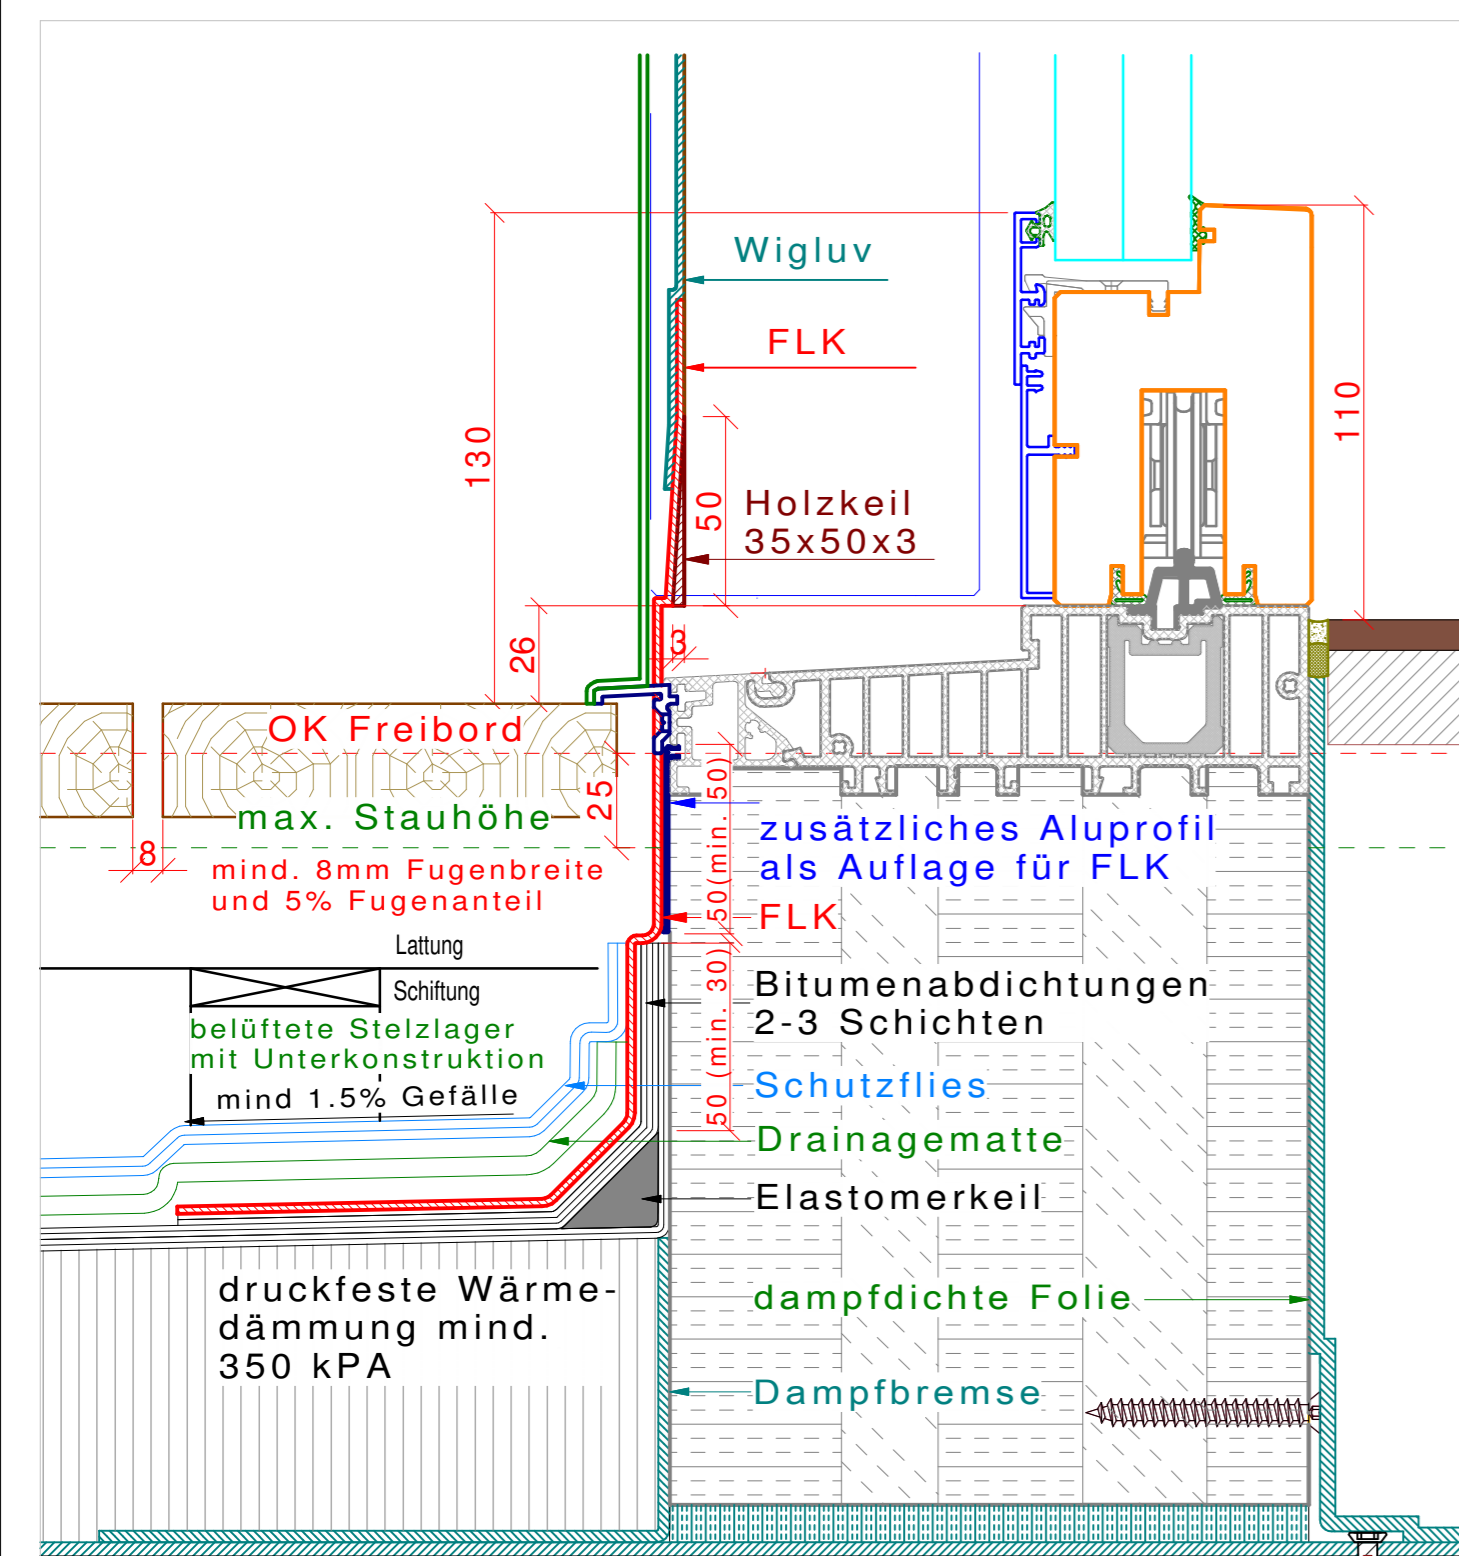 Wigluv
FLK
130
110
50
Holzkeil
35x50x3
26
3
OK Freibord
25
max. Stauhöhe
8
mind. 8mm Fugenbreite
und 5% Fugenanteil
50(min. 50)
zusätzliches Aluprofil
als Auflage für FLK
FLK
Lattung
Schiftung
belüftete Stelzlager
mit Unterkonstruktion
mind 1.5% Gefälle
50 (min. 30)
Bitumenabdichtungen
2-3 Schichten
Schutzflies
Drainagematte
Elastomerkeil
druckfeste Wärme-
dämmung mind.
350 kPA
dampfdichte Folie
Dampfbremse